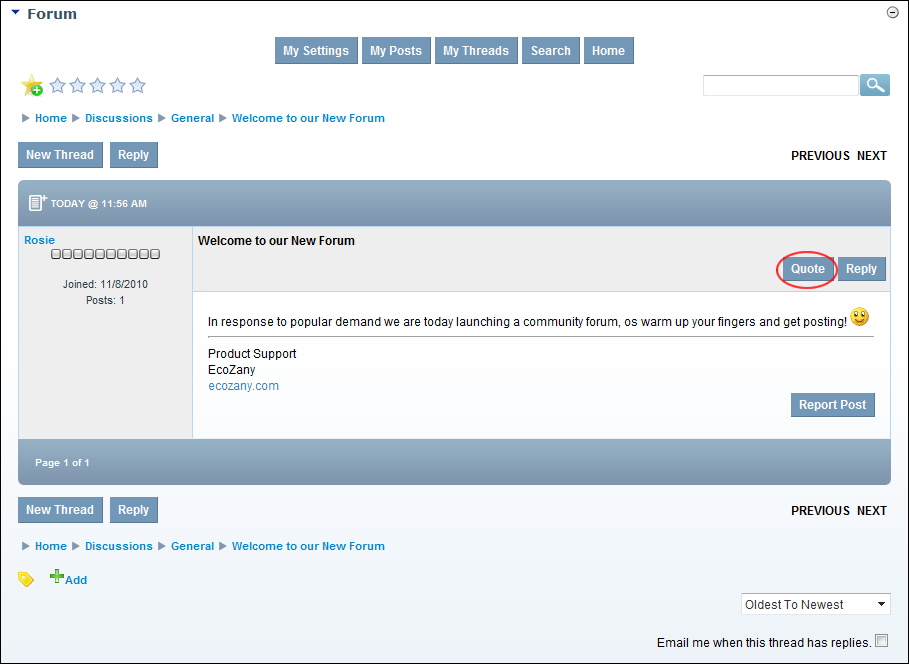 Forum
My Settings My Posts My Threads Search Home
Home Discussions General Welcome to our New Forum
New Thread Reply PREVIOUS NEXT
TODAY @ 11:56 AM
Rosie
Joined: 11/8/2010
Posts: 1
Welcome to our New Forum
Quote Reply
In response to popular demand we are today launching a community forum, os warm up your fingers and get posting!
Product Support
EcoZany
ecozany.com
Report Post
Page 1 of 1
New Thread Reply PREVIOUS NEXT
Home Discussions General Welcome to our New Forum
Add
Oldest To Newest
Email me when this thread has replies.